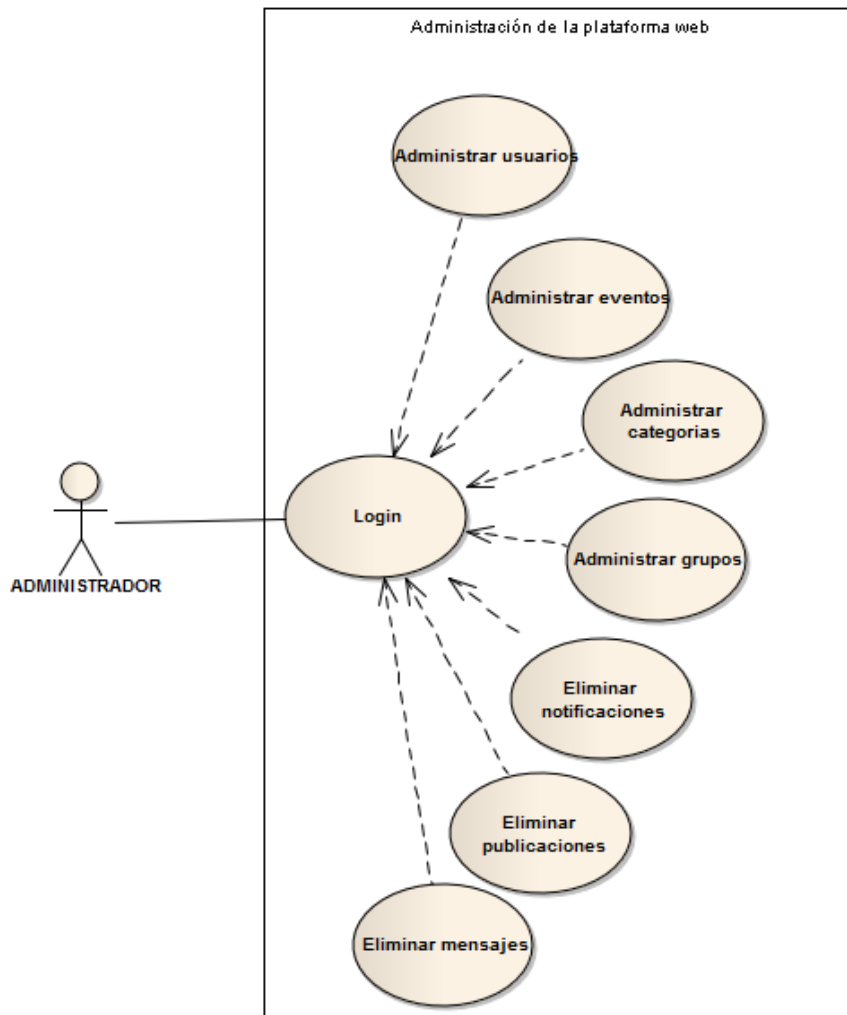 Administración de la plataforma web
Administrar usuarios
Administrar eventos
Administrar
categorias
Login
Administrar grupos
ADMINISTRADOR
Eliminar
notificaciones
Eliminar
publicaciones
Eliminar mensajes